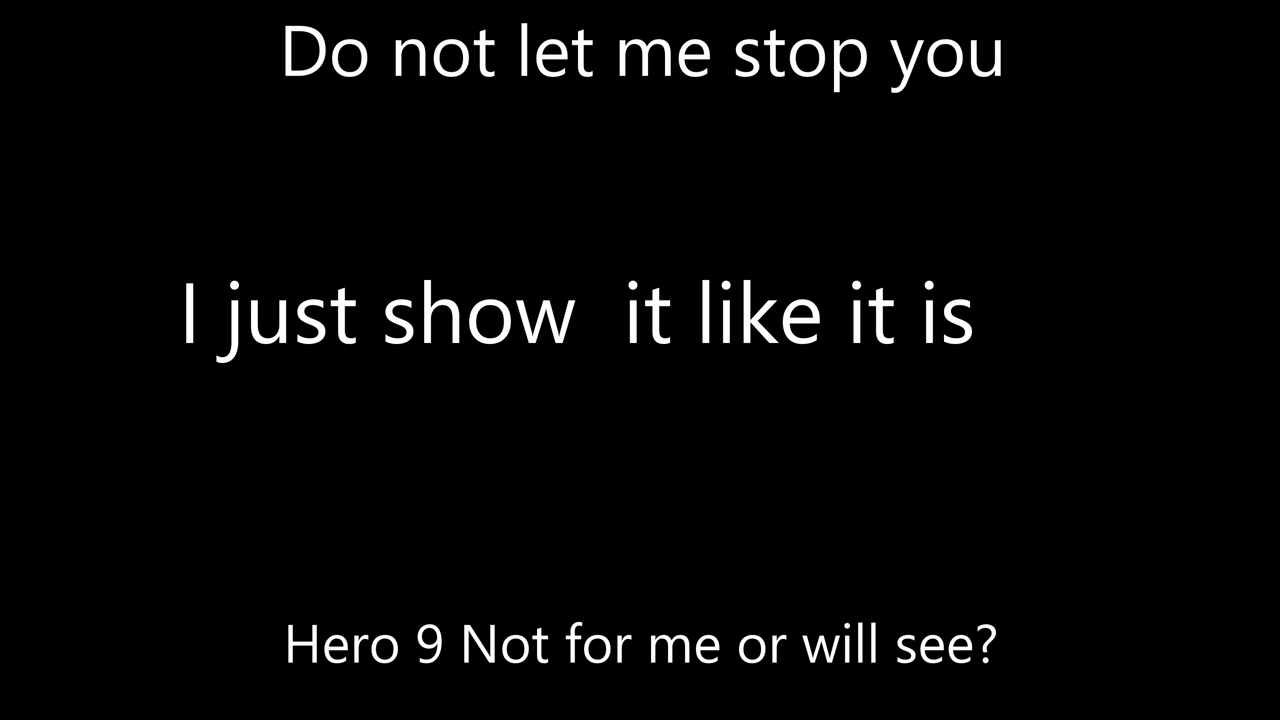 Do not let me stop you
I just show  it like it is
Hero 9 Not for me or will see?